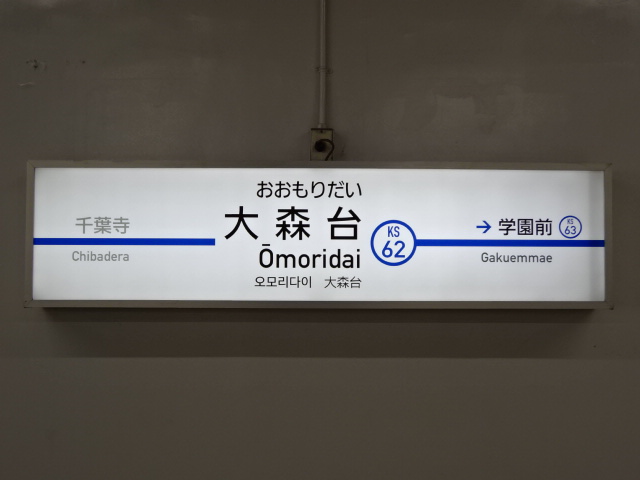 千葉寺
Chibadera
おおもりだい
大森台
Ōmoridai
오모리다이 大森台
KS
62
→ 学園前
KS
63
Gakuemmae